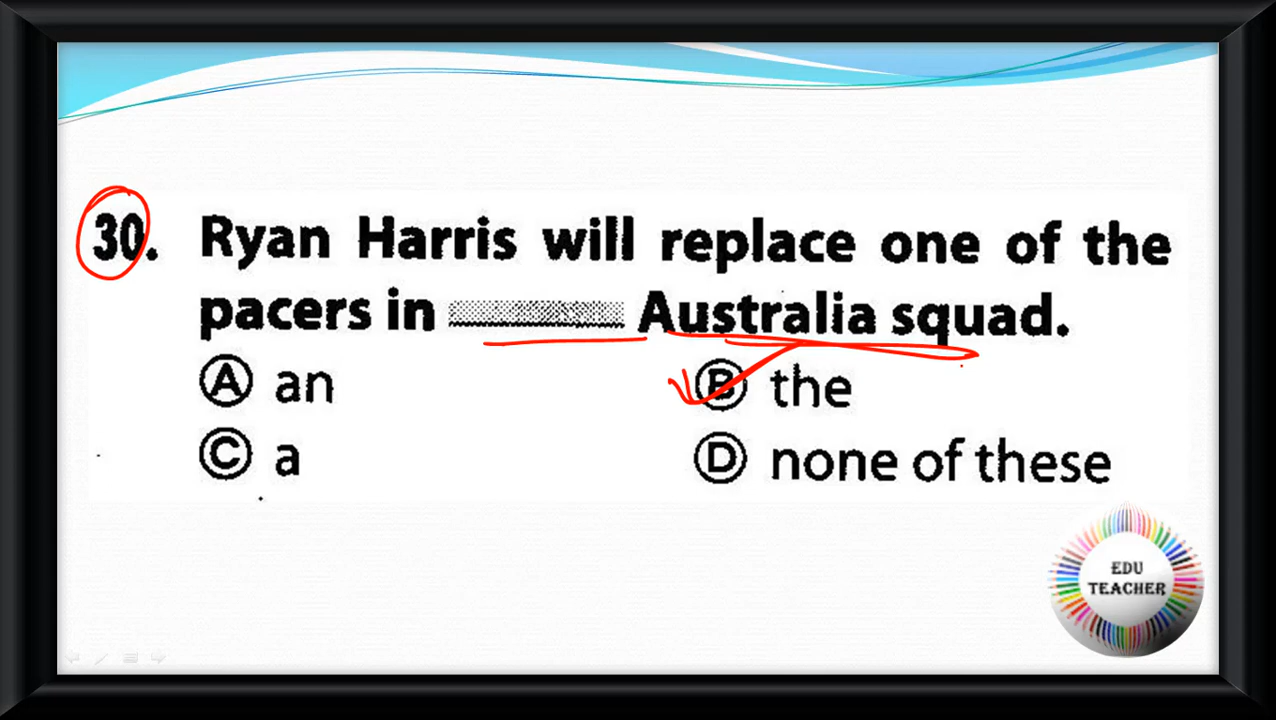 30. Ryan Harris will replace one of the
pacers in Australia squad.
Ⓐ an Ⓑ the
Ⓒ a Ⓓ none of these
EDU
TEACHER